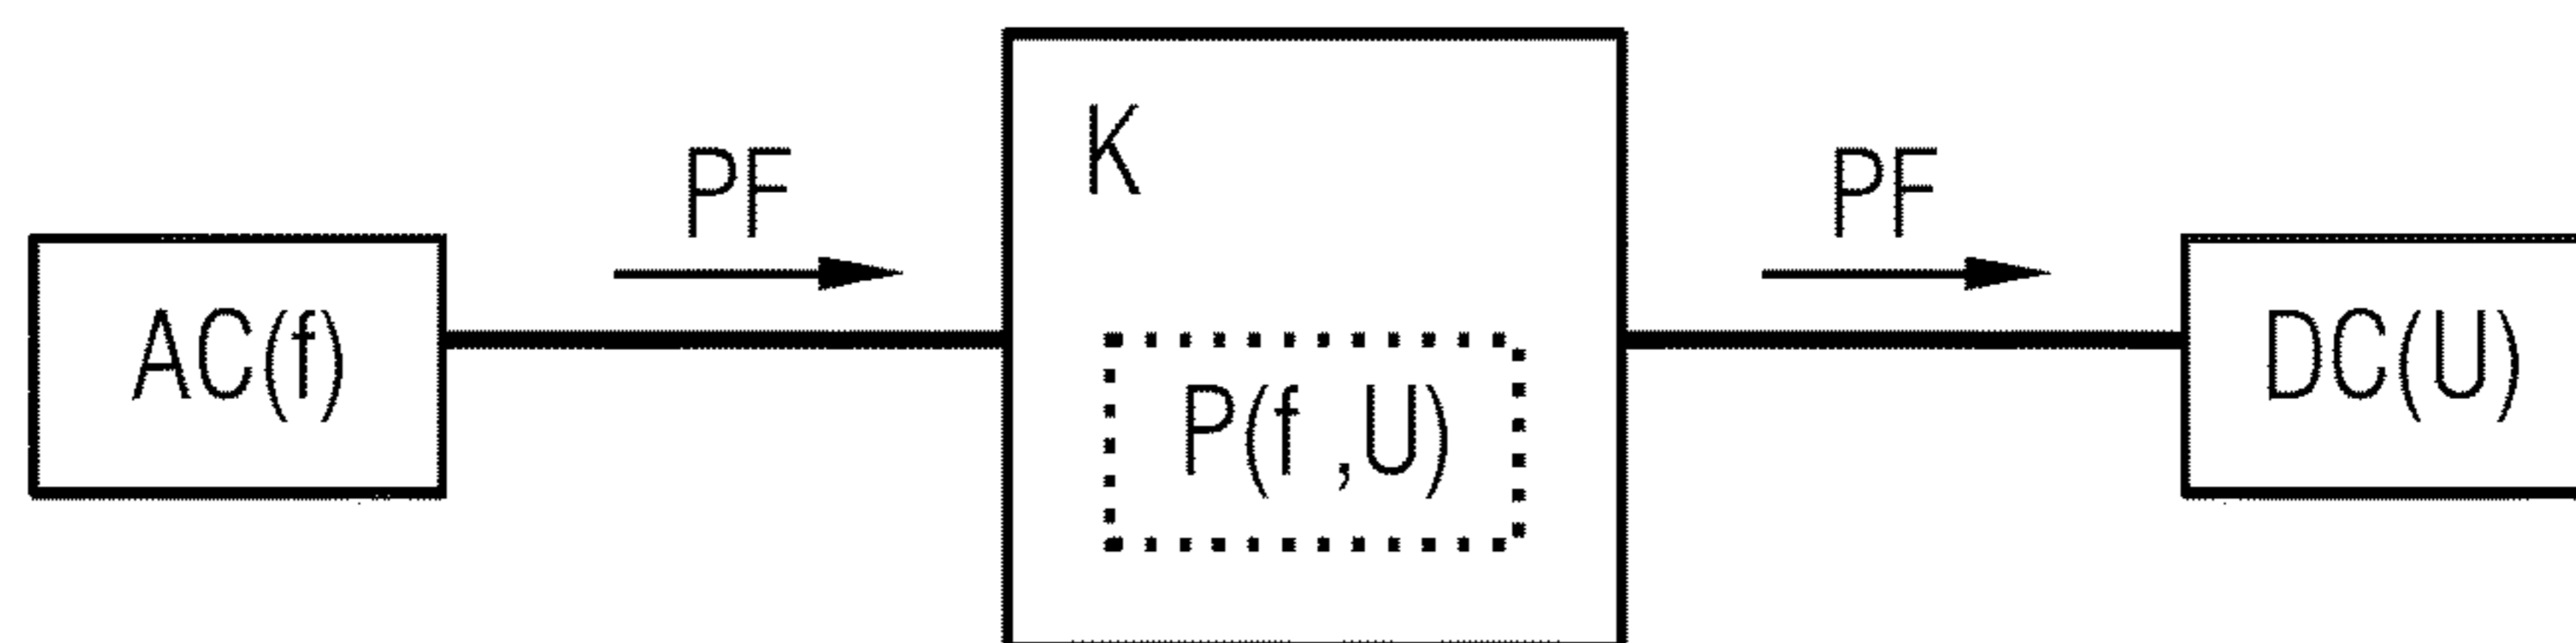 K
PF
PF
AC(f)
P(f ,U)
DC(U)